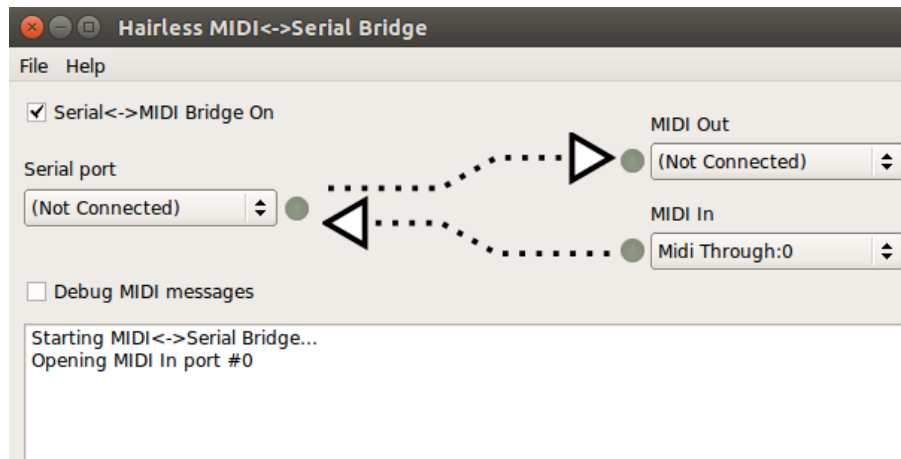 Hairless MIDI<->Serial Bridge
File Help
Serial<->MIDI Bridge On
MIDI Out
(Not Connected)
Serial port
(Not Connected)
MIDI In
Midi Through:0
Debug MIDI messages
Starting MIDI<->Serial Bridge...
Opening MIDI In port #0